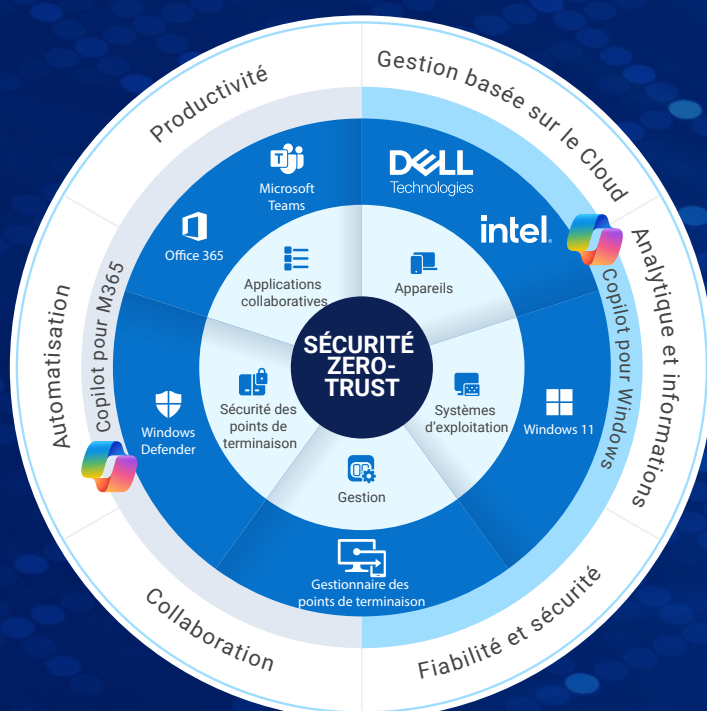 Productivité
Gestion basée sur le Cloud
Analytique et informations
Fiabilité et sécurité
Collaboration
Automatisation
Copilot pour M365
Copilot pour Windows
Microsoft
Teams
Office 365
DELL
Technologies
intel.
Windows 11
Gestionnaire des
points de terminaison
Windows
Defender
Applications
collaboratives
Appareils
Systèmes
d'exploitation
Gestion
Sécurité des
points de
terminaison
SÉCURITÉ
ZERO-
TRUST